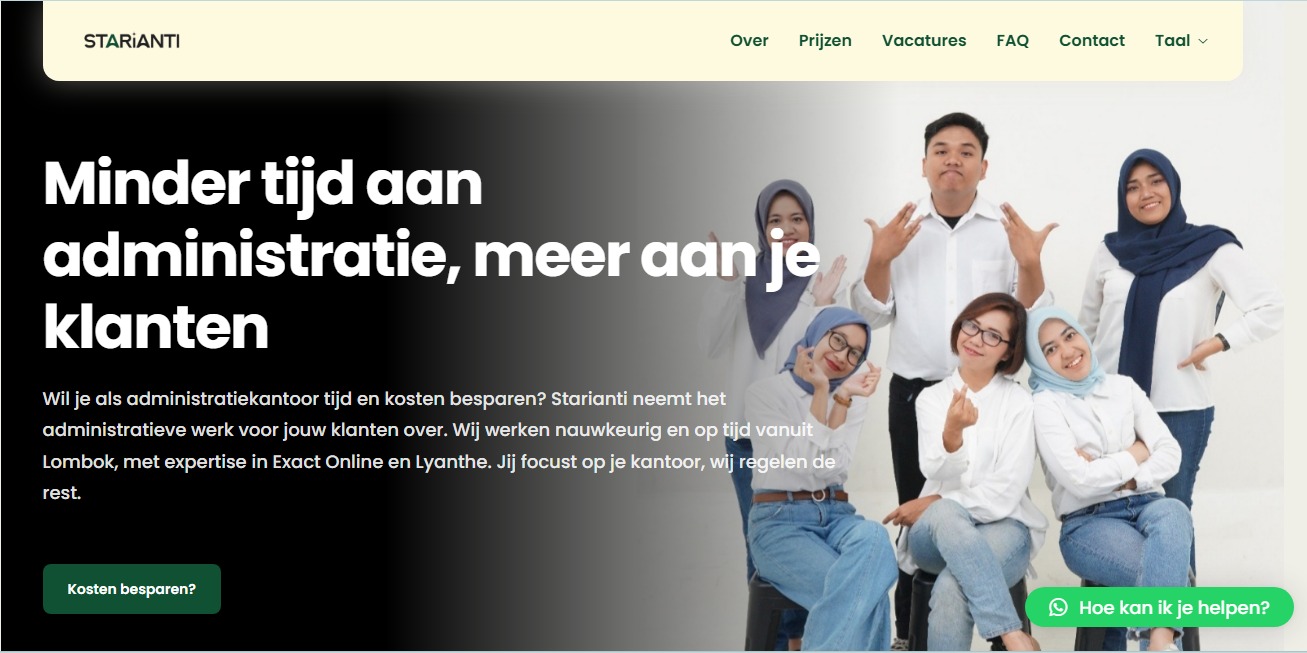 STARiANTI
Over
Prijzen
Vacatures
FAQ
Contact
Taal
Minder tijd aan
administratie, meer aan je
klanten
Wil je als administratiekantoor tijd en kosten besparen? Starianti neemt het
administratieve werk voor jouw klanten over. Wij werken nauwkeurig en op tijd vanuit
Lombok, met expertise in Exact Online en Lyanthe. Jij focust op je kantoor, wij regelen de
rest.
Kosten besparen?
Hoe kan ik je helpen?